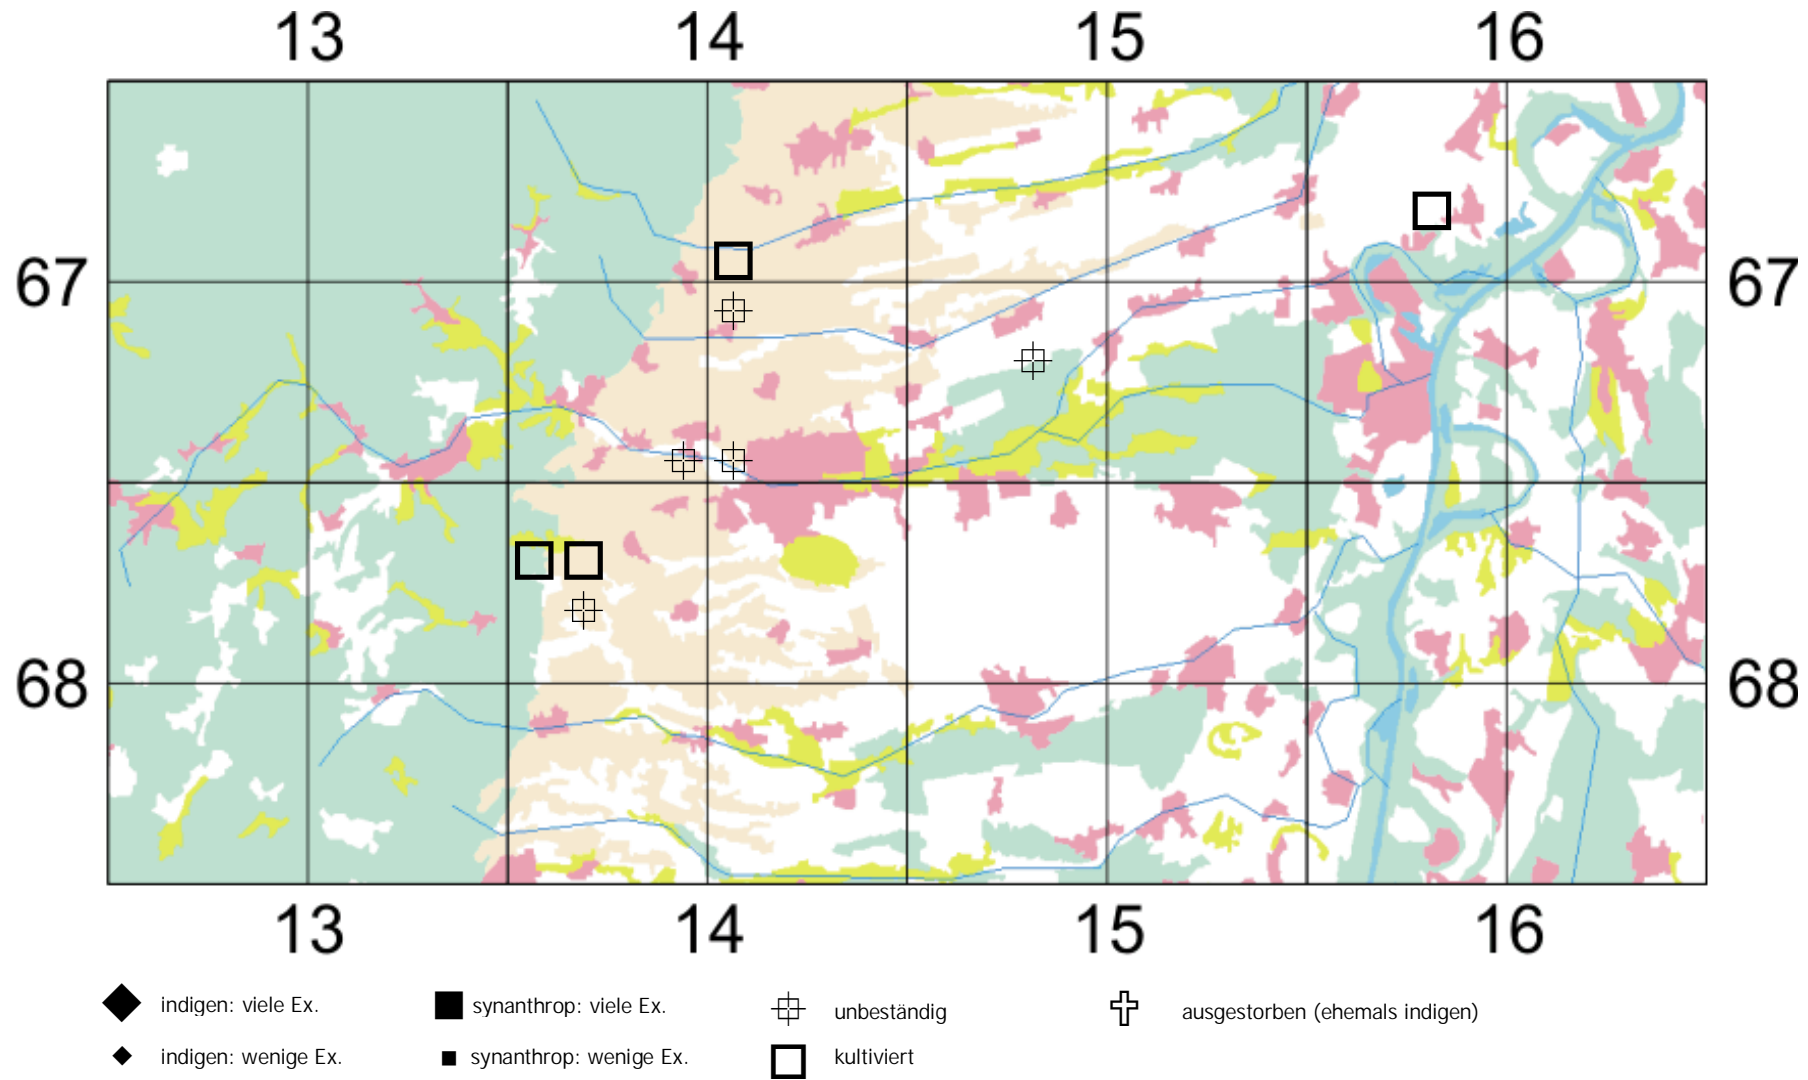 13 14 15 16
67 67
68 68
13 14 15 16
indigen: viele Ex. synanthrop: viele Ex. unbeständig ausgestorben (ehemals indigen)
indigen: wenige Ex. synanthrop: wenige Ex. kultiviert